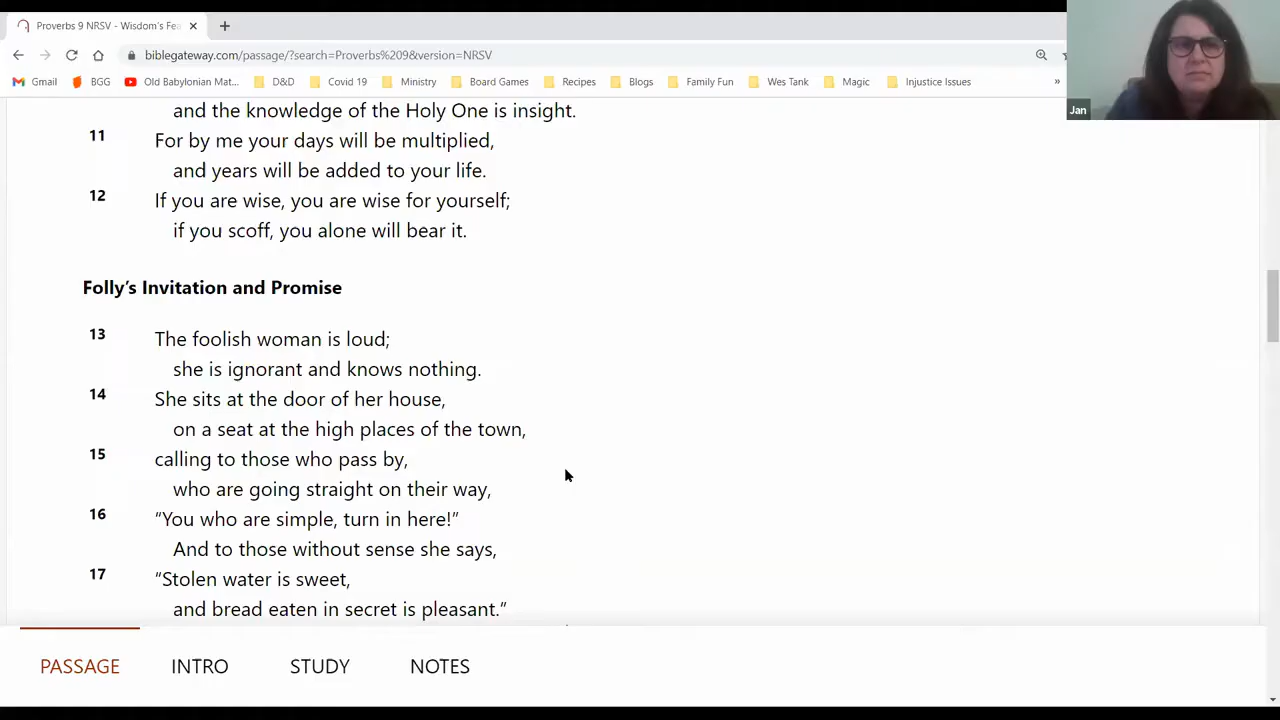 Proverbs 9 NRSV - Wisdom's Fea
biblegateway.com/passage/?search=Proverbs%209&version=NRSV
Gmail BGG Old Babylonian Mat... D&D Covid 19 Ministry Board Games Recipes Blogs Family Fun Wes Tank Magic Injustice Issues »
Jan
and the knowledge of the Holy One is insight.
11 For by me your days will be multiplied,
and years will be added to your life.
12 If you are wise, you are wise for yourself;
if you scoff, you alone will bear it.
Folly’s Invitation and Promise
13 The foolish woman is loud;
she is ignorant and knows nothing.
14 She sits at the door of her house,
on a seat at the high places of the town,
15 calling to those who pass by,
who are going straight on their way,
16 “You who are simple, turn in here!”
And to those without sense she says,
17 “Stolen water is sweet,
and bread eaten in secret is pleasant.”
PASSAGE INTRO STUDY NOTES